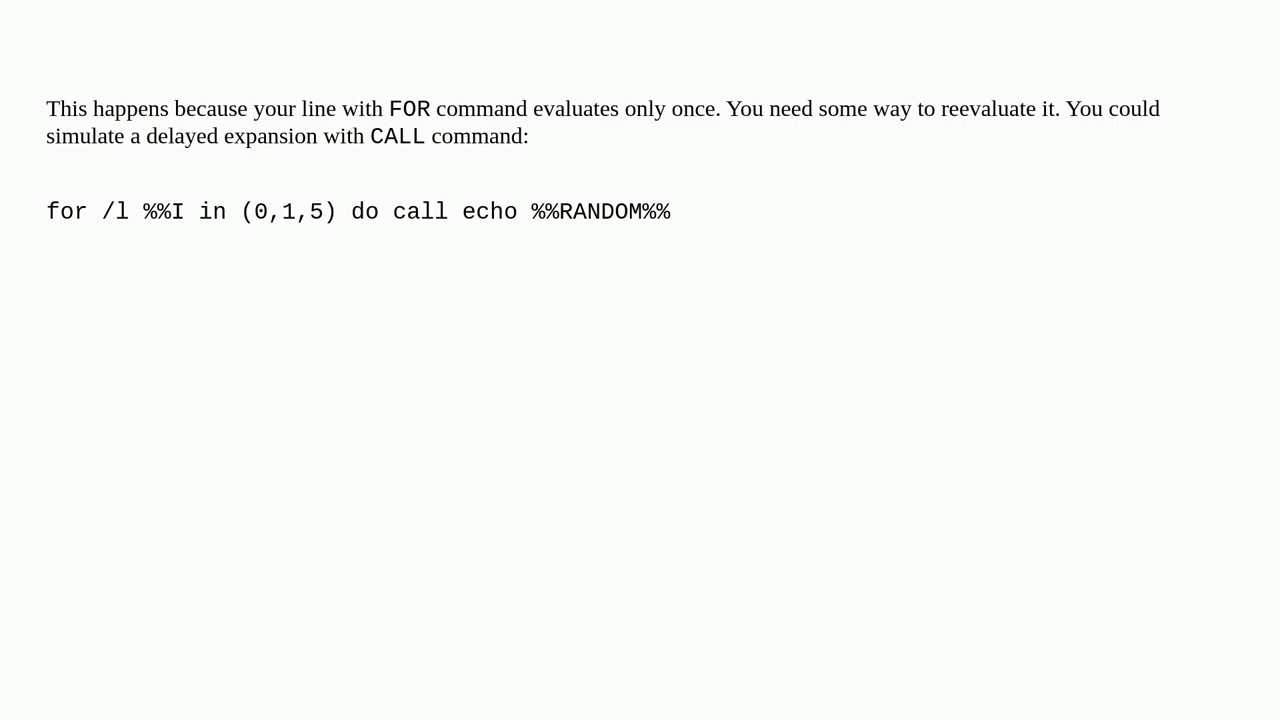 This happens because your line with FOR command evaluates only once. You need some way to reevaluate it. You could
simulate a delayed expansion with CALL command:
for /l %%I in (0,1,5) do call echo %%RANDOM%%